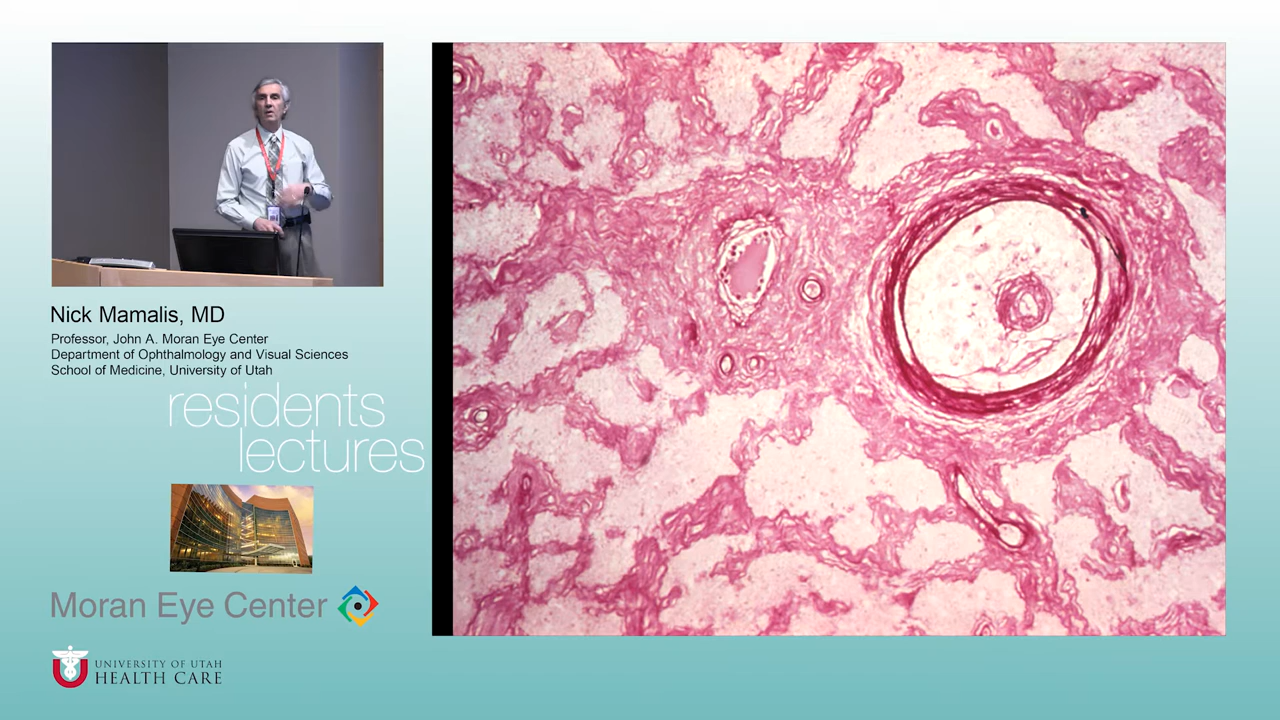 Nick Mamalis, MD
Professor, John A. Moran Eye Center
Department of Ophthalmology and Visual Sciences
School of Medicine, University of Utah
residents
lectures
Moran Eye Center
UNIVERSITY OF UTAH
HEALTH CARE